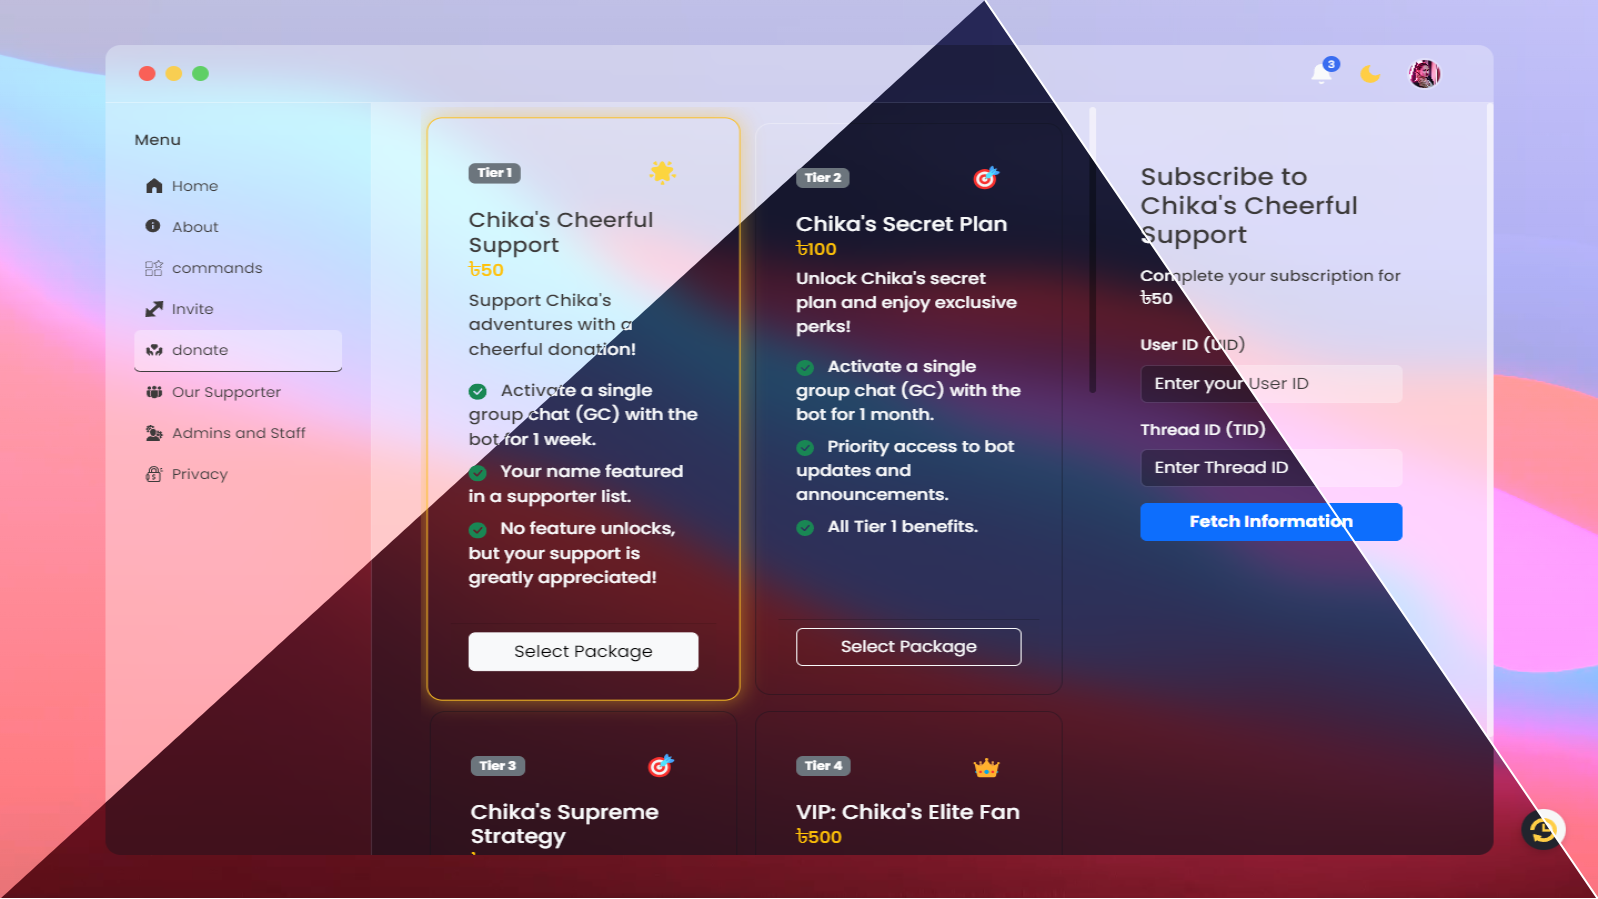 3
Menu
Home
About
commands
Invite
donate
Our Supporter
Admins and Staff
Privacy
Tier 1
Chika's Cheerful
Support
৳50
Support Chika's
adventures with a
cheerful donation!
Activate a single
group chat (GC) with the
bot for 1 week.
Your name featured
in a supporter list.
No feature unlocks,
but your support is
greatly appreciated!
Select Package
Tier 2
Chika's Secret Plan
৳100
Unlock Chika's secret
plan and enjoy exclusive
perks!
Activate a single
group chat (GC) with the
bot for 1 month.
Priority access to bot
updates and
announcements.
All Tier 1 benefits.
Select Package
Tier 3
Chika's Supreme
Strategy
Tier 4
VIP: Chika's Elite Fan
৳500
Subscribe to
Chika's Cheerful
Support
Complete your subscription for
৳50
User ID (UID)
Enter your User ID
Thread ID (TID)
Enter Thread ID
Fetch Information